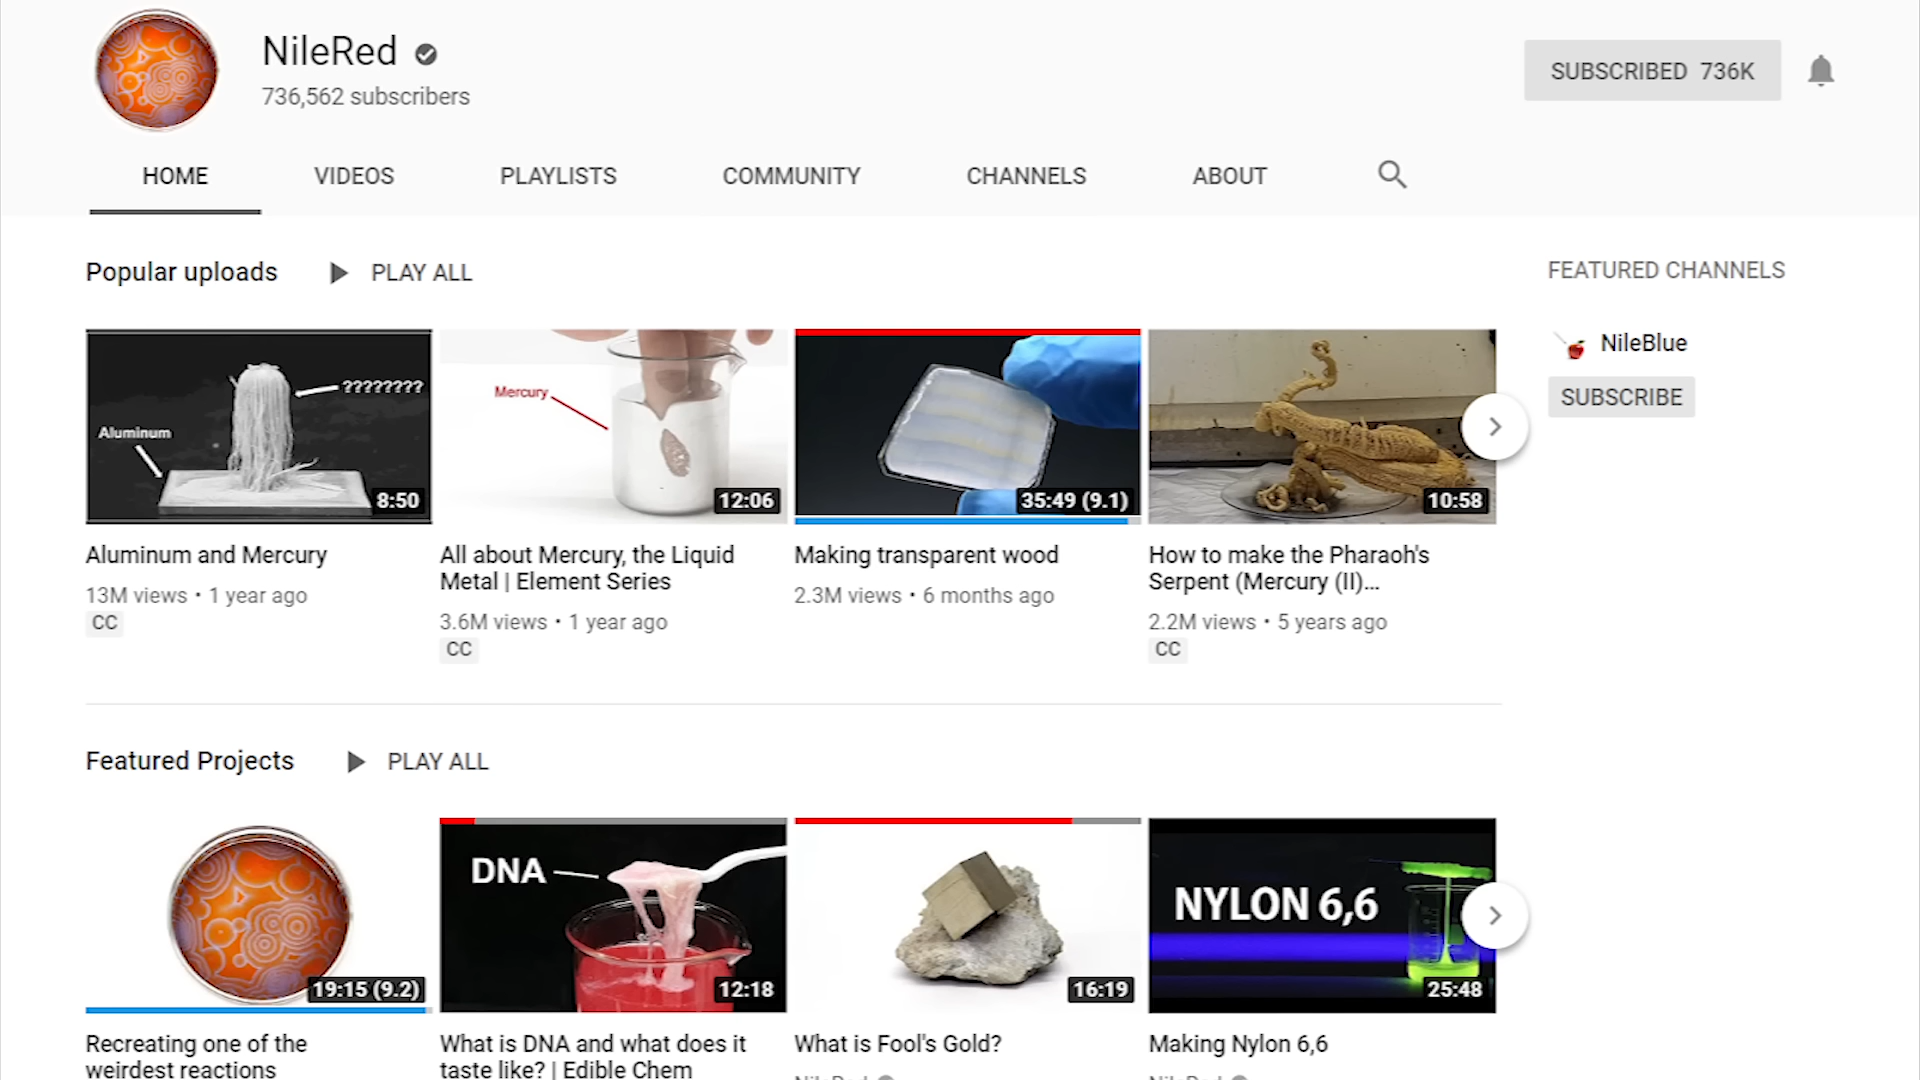 NileRed
736,562 subscribers
SUBSCRIBED 736K
HOME
VIDEOS
PLAYLISTS
COMMUNITY
CHANNELS
ABOUT
Popular uploads
PLAY ALL
FEATURED CHANNELS
NileBlue
SUBSCRIBE
????????
Aluminum
8:50
Mercury
12:06
35:49 (9.1)
10:58
Aluminum and Mercury
13M views • 1 year ago
CC
All about Mercury, the Liquid
Metal | Element Series
3.6M views • 1 year ago
CC
Making transparent wood
2.3M views • 6 months ago
How to make the Pharaoh's
Serpent (Mercury (II)...
2.2M views • 5 years ago
CC
Featured Projects
PLAY ALL
19:15 (9.2)
DNA
12:18
16:19
NYLON 6,6
25:48
Recreating one of the
weirdest reactions
What is DNA and what does it
taste like? | Edible Chem
What is Fool's Gold?
Making Nylon 6,6